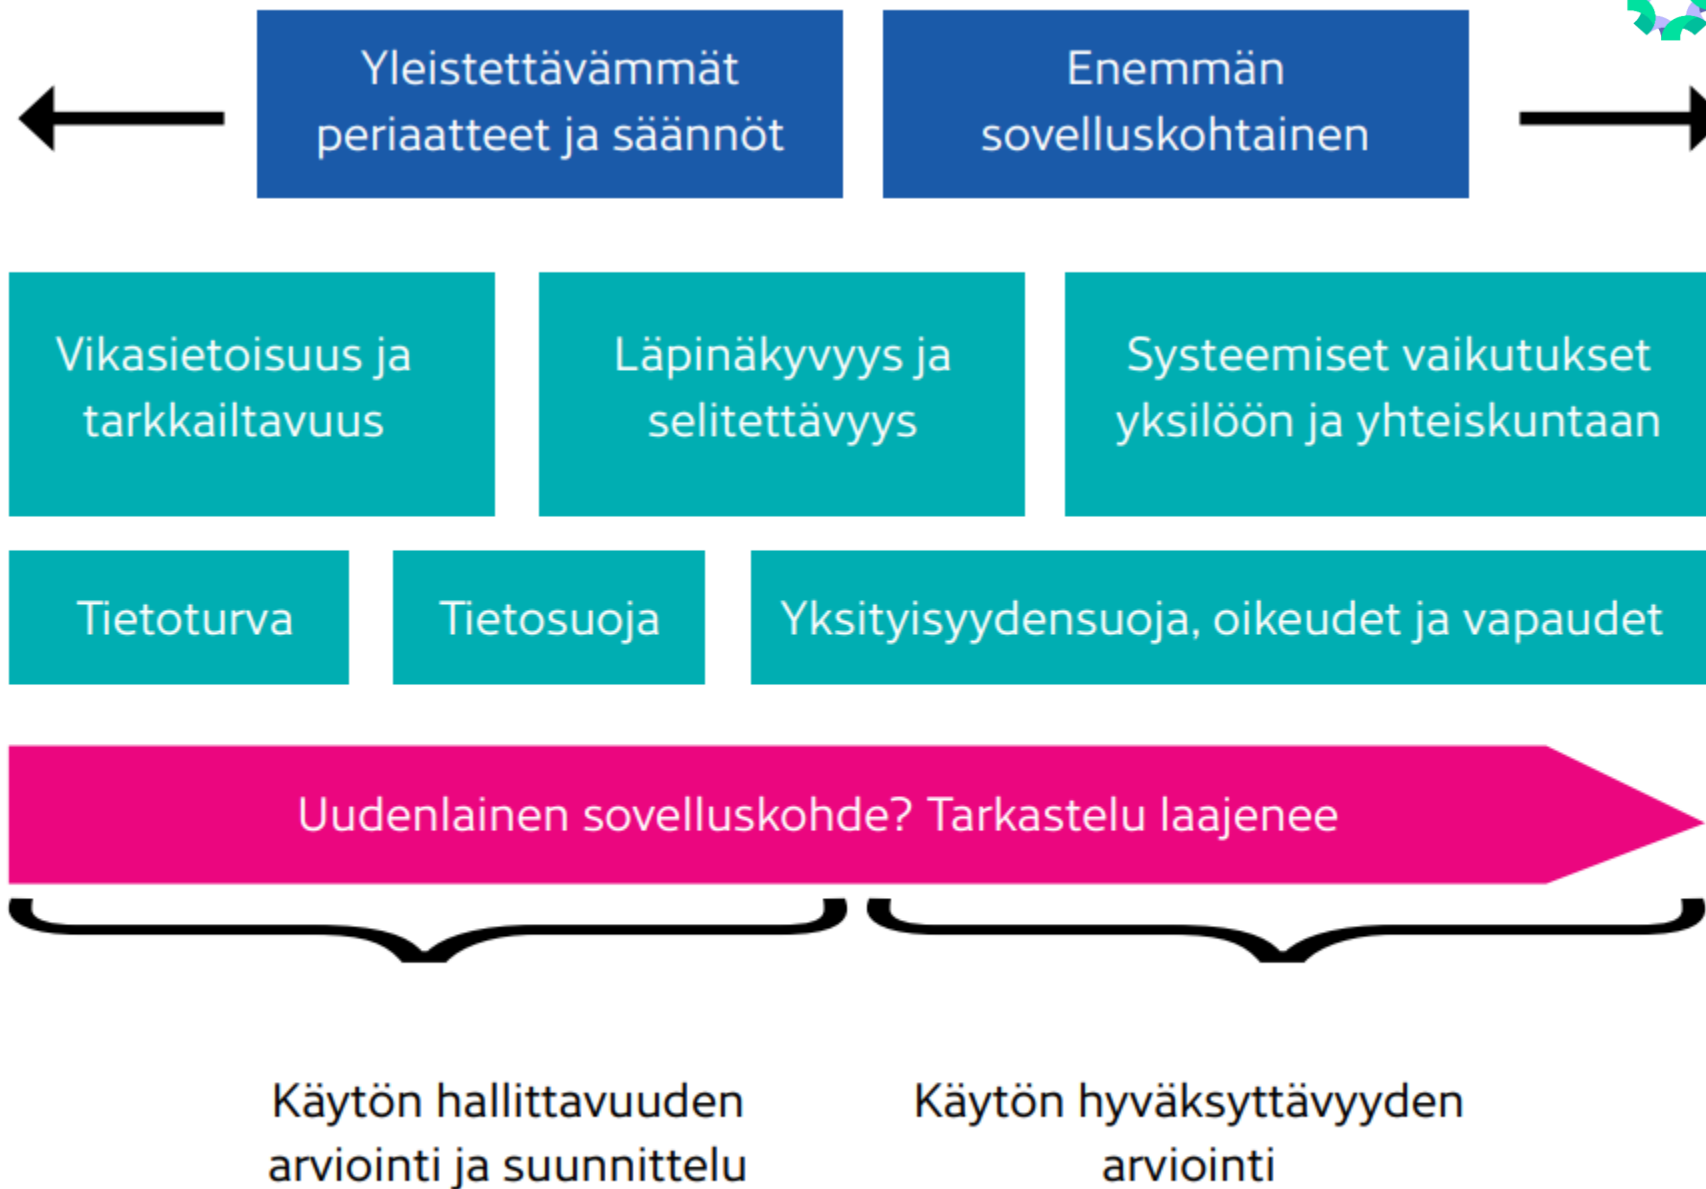 Yleistettävämmät
periaatteet ja säännöt
Enemmän
sovelluskohtainen
Vikasietoisuus ja
tarkkailtavuus
Läpinäkyvyys ja
selitettävyys
Systeemiset vaikutukset
yksilöön ja yhteiskuntaan
Tietoturva
Tietosuoja
Yksityisyydensuoja, oikeudet ja vapaudet
Uudenlainen sovelluskohde? Tarkastelu laajenee
Käytön hallittavuuden
arviointi ja suunnittelu
Käytön hyväksyttävyyden
arviointi